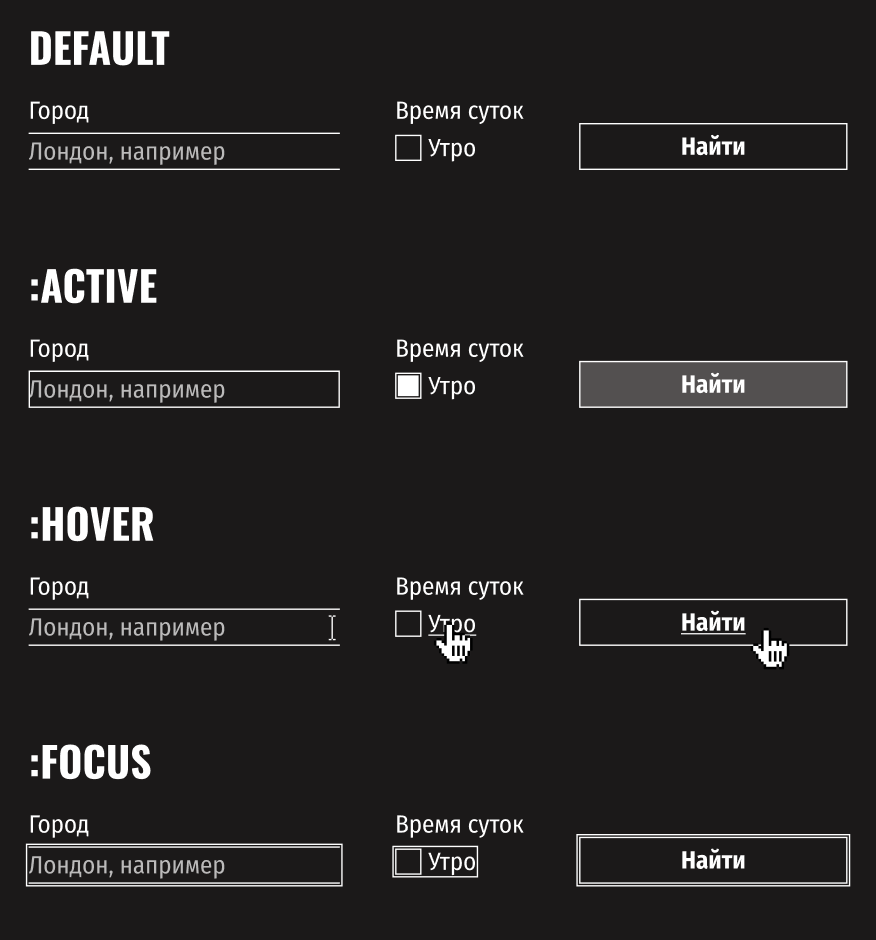 DEFAULT
Город
Лондон, например
Время суток
Утро
Найти
:ACTIVE
Город
Лондон, например
Время суток
Утро
Найти
:HOVER
Город
Лондон, например
Время суток
Утро
Найти
:FOCUS
Город
Лондон, например
Время суток
Утро
Найти